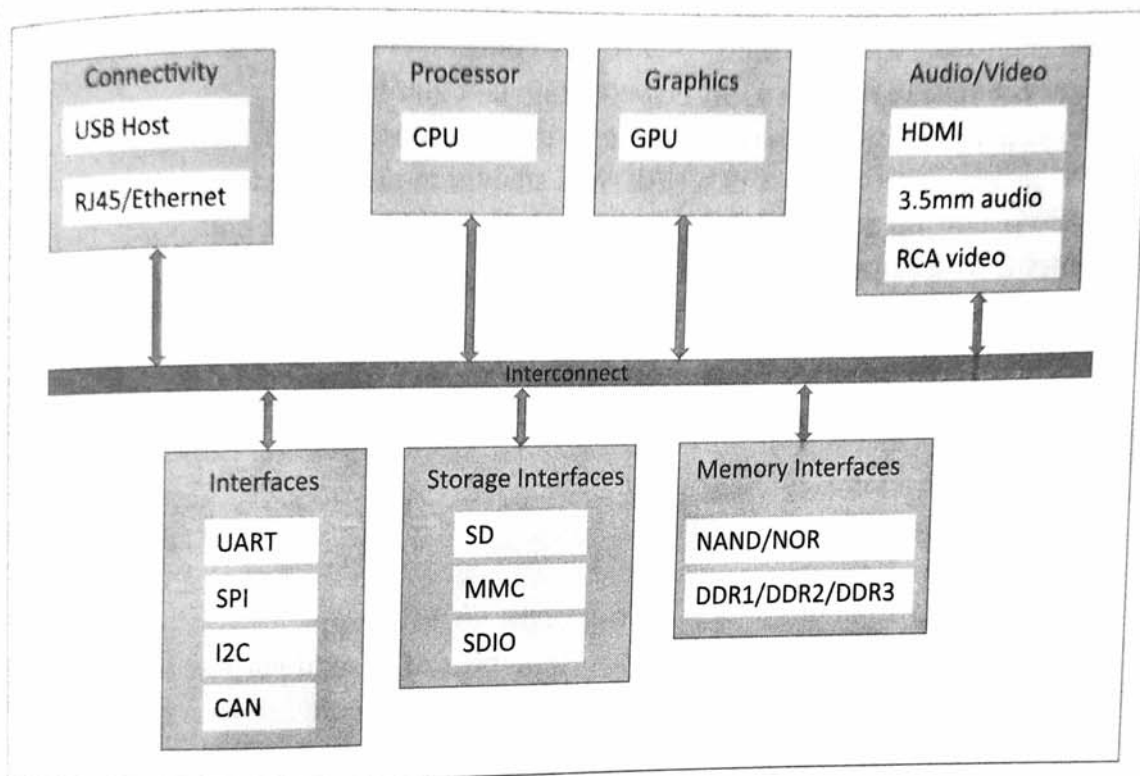 Connectivity
USB Host
RJ45/Ethernet
Processor
CPU
Graphics
GPU
Audio/Video
HDMI
3.5mm audio
RCA video
Interconnect
Interfaces
UART
SPI
I2C
CAN
Storage Interfaces
SD
MMC
SDIO
Memory Interfaces
NAND/NOR
DDR1/DDR2/DDR3